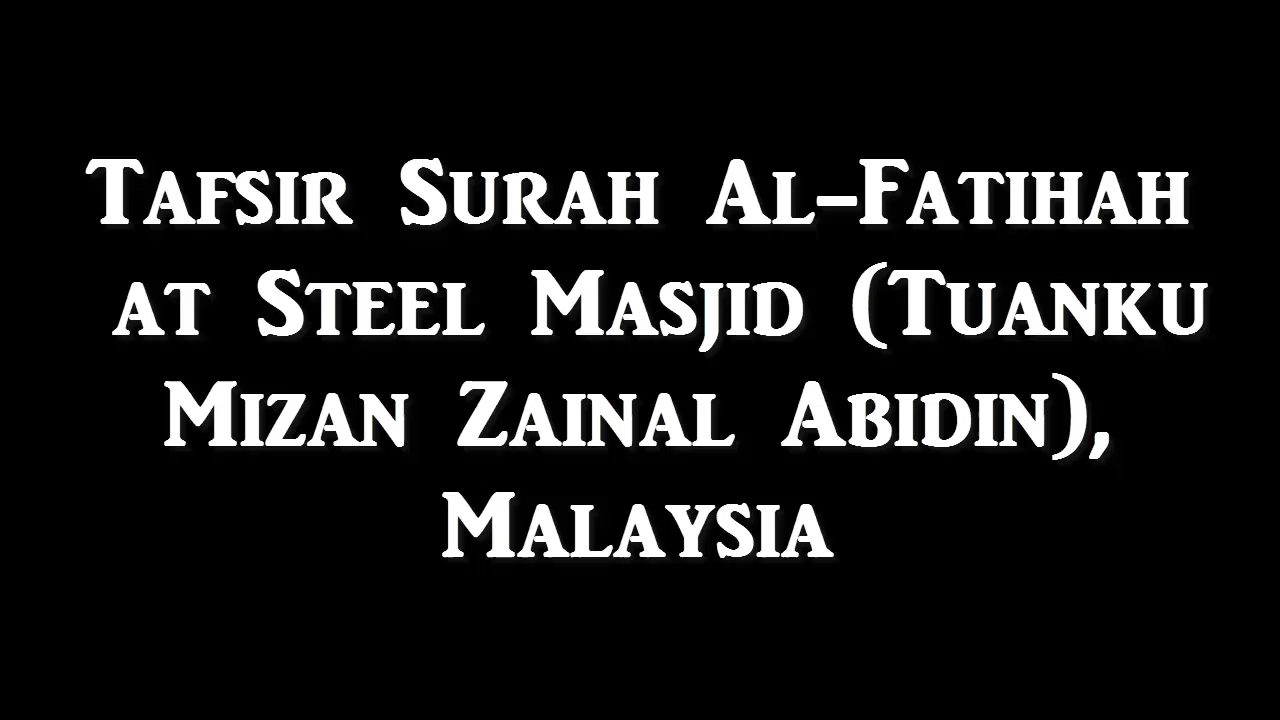 Tafsir Surah Al-Fatihah
at Steel Masjid (Tuanku
Mizan Zainal Abidin),
Malaysia